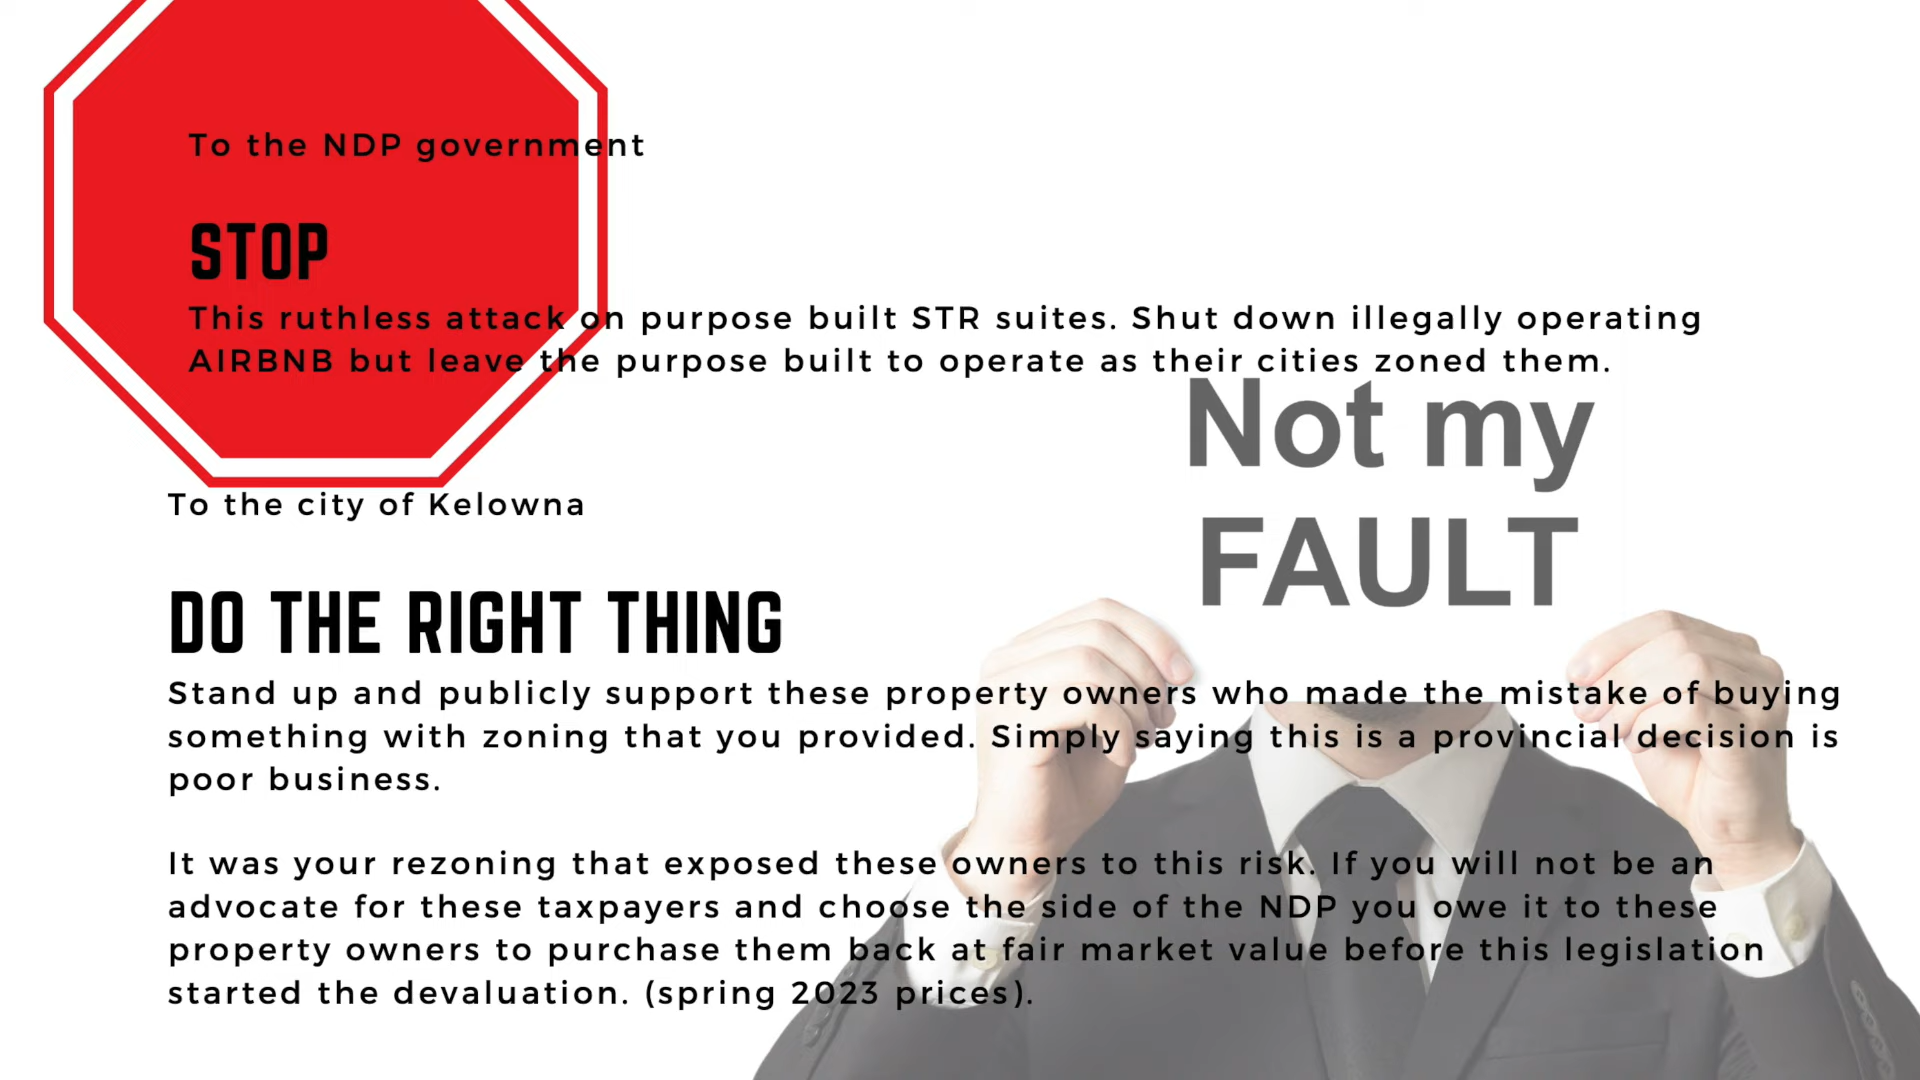 To the NDP government
STOP
This ruthless attack on purpose built STR suites. Shut down illegally operating
AIRBNB but leave the purpose built to operate as their cities zoned them.
Not my
FAULT
To the city of Kelowna
DO THE RIGHT THING
Stand up and publicly support these property owners who made the mistake of buying
something with zoning that you provided. Simply saying this is a provincial decision is
poor business.
It was your rezoning that exposed these owners to this risk. If you will not be an
advocate for these taxpayers and choose the side of the NDP you owe it to these
property owners to purchase them back at fair market value before this legislation
started the devaluation. (spring 2023 prices).